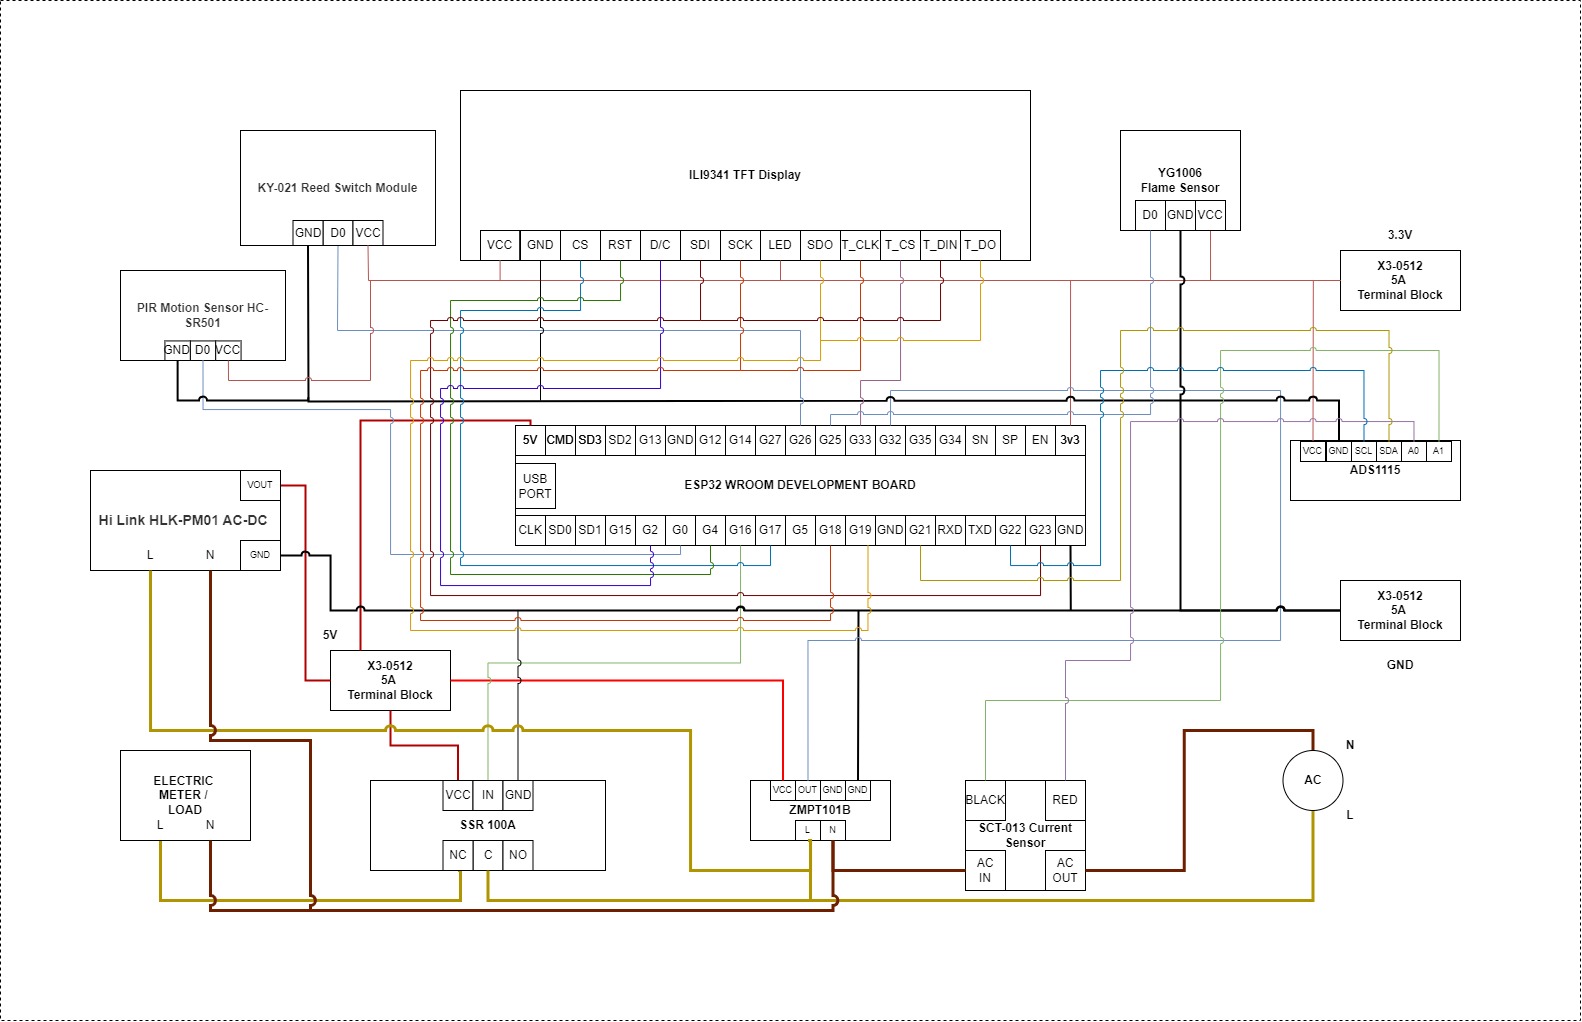 ILI9341 TFT Display
VCC GND CS RST D/C SDI SCK LED SDO T_CLK T_CS T_DIN T_DO
KY-021 Reed Switch Module
GND D0 VCC
YG1006
Flame Sensor
D0 GND VCC
3.3V
X3-0512
5A
Terminal Block
PIR Motion Sensor HC-
SR501
GND D0 VCC
5V CMD SD3 SD2 G13 GND G12 G14 G27 G26 G25 G33 G32 G35 G34 SN SP EN 3v3
USB
PORT
ESP32 WROOM DEVELOPMENT BOARD
CLK SD0 SD1 G15 G2 G0 G4 G16 G17 G5 G18 G19 GND G21 RXD TXD G22 G23 GND
VCC GND SCL SDA A0 A1
ADS1115
VOUT
Hi Link HLK-PM01 AC-DC
L N GND
X3-0512
5A
Terminal Block
GND
5V
X3-0512
5A
Terminal Block
ELECTRIC
METER /
LOAD
L N
VCC IN GND
SSR 100A
NC C NO
VCC OUT GND GND
ZMPT101B
L N
BLACK RED
SCT-013 Current
Sensor
AC
IN
AC
OUT
N
AC
L